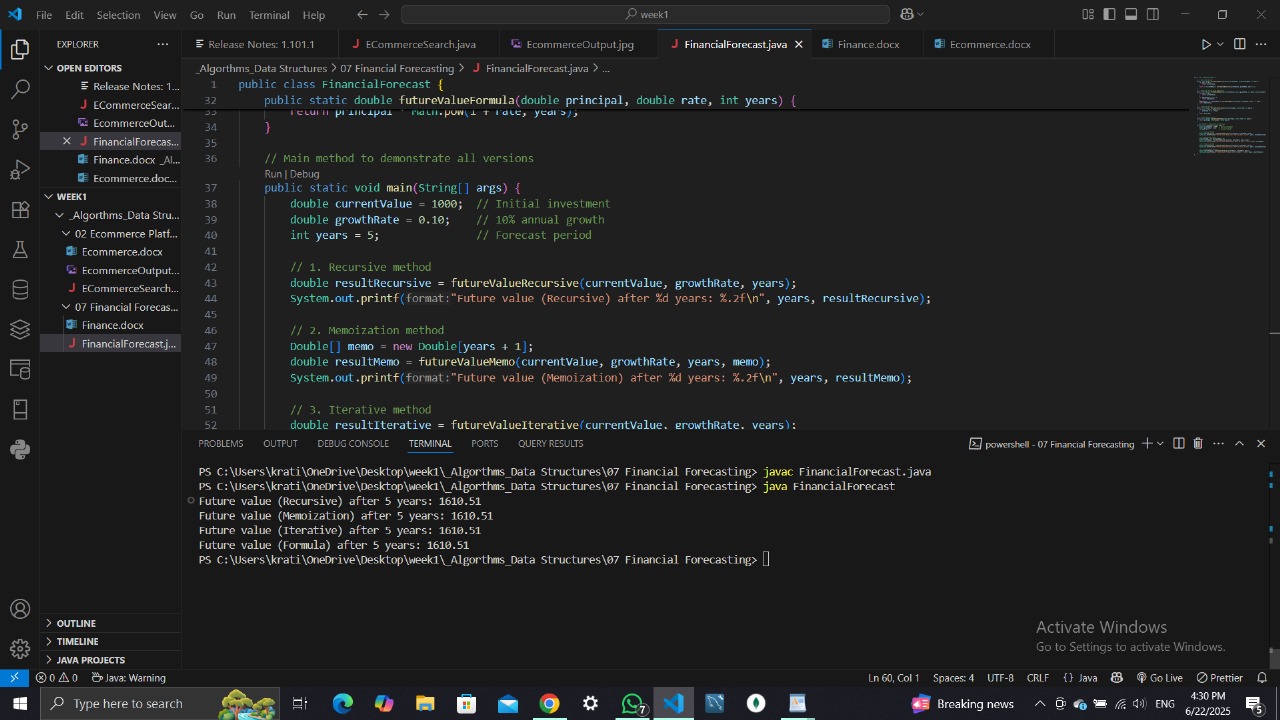 File Edit Selection View Go Run Terminal Help
week1
EXPLORER
Release Notes: 1.101.1
ECommerceSearch.java
EcommerceOutput.jpg
FinancialForecast.java
Finance.docx
Ecommerce.docx
OPEN EDITORS
Release Notes: 1...
ECommerceSear...
EcommerceOut...
FinancialForecas...
Finance.docx _Al...
Ecommerce.doc...
WEEK1
_Algorthms_Data Stru...
02 Ecommerce Platf...
Ecommerce.docx
EcommerceOutput...
ECommerceSearch...
07 Financial Forecas...
Finance.docx
FinancialForecast.j...
OUTLINE
TIMELINE
JAVA PROJECTS
_Algorthms_Data Structures > 07 Financial Forecasting > FinancialForecast.java > ...
1 public class FinancialForecast {
32 public static double futureValueFormula(double principal, double rate, int years) {
33 return principal * Math.pow(1 + rate, years);
34 }
35
36 // Main method to demonstrate all versions
Run | Debug
37 public static void main(String[] args) {
38 double currentValue = 1000; // Initial investment
39 double growthRate = 0.10; // 10% annual growth
40 int years = 5; // Forecast period
41
42 // 1. Recursive method
43 double resultRecursive = futureValueRecursive(currentValue, growthRate, years);
44 System.out.printf(format:"Future value (Recursive) after %d years: %.2f\n", years, resultRecursive);
45
46 // 2. Memoization method
47 Double[] memo = new Double[years + 1];
48 double resultMemo = futureValueMemo(currentValue, growthRate, years, memo);
49 System.out.printf(format:"Future value (Memoization) after %d years: %.2f\n", years, resultMemo);
50
51 // 3. Iterative method
52 double resultIterative = futureValueIterative(currentValue, growthRate, years);
PROBLEMS OUTPUT DEBUG CONSOLE TERMINAL PORTS QUERY RESULTS
powershell - 07 Financial Forecasting
PS C:\Users\krati\OneDrive\Desktop\week1\_Algorthms_Data Structures\07 Financial Forecasting> javac FinancialForecast.java
PS C:\Users\krati\OneDrive\Desktop\week1\_Algorthms_Data Structures\07 Financial Forecasting> java FinancialForecast
Future value (Recursive) after 5 years: 1610.51
Future value (Memoization) after 5 years: 1610.51
Future value (Iterative) after 5 years: 1610.51
Future value (Formula) after 5 years: 1610.51
PS C:\Users\krati\OneDrive\Desktop\week1\_Algorthms_Data Structures\07 Financial Forecasting>
Activate Windows
Go to Settings to activate Windows.
0 0 Java: Warning
Ln 60, Col 1 Spaces: 4 UTF-8 CRLF {} Java Go Live Prettier
Type here to search
7
Breaking news
ENG
4:30 PM
6/22/2025
5